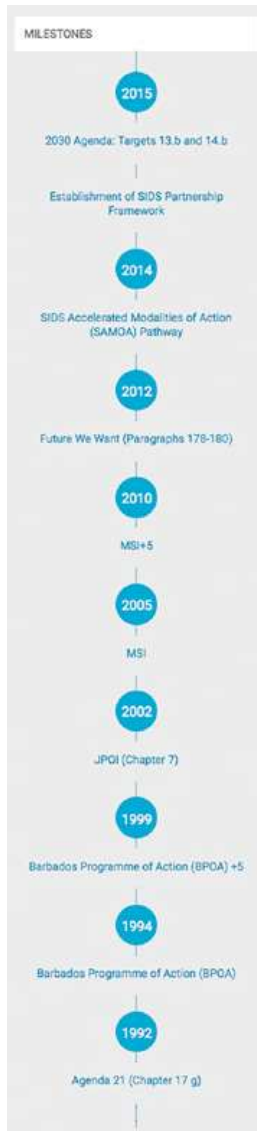 MILESTONES
2015
2030 Agenda: Targets 13.b and 14.b
Establishment of SIDS Partnership
Framework
2014
SIDS Accelerated Modalities of Action
(SAMOA) Pathway
2012
Future We Want (Paragraphs 178-180)
2010
MSI+5
2005
MSI
2002
JPOI (Chapter 7)
1999
Barbados Programme of Action (BPOA) +5
1994
Barbados Programme of Action (BPOA)
1992
Agenda 21 (Chapter 17 g)